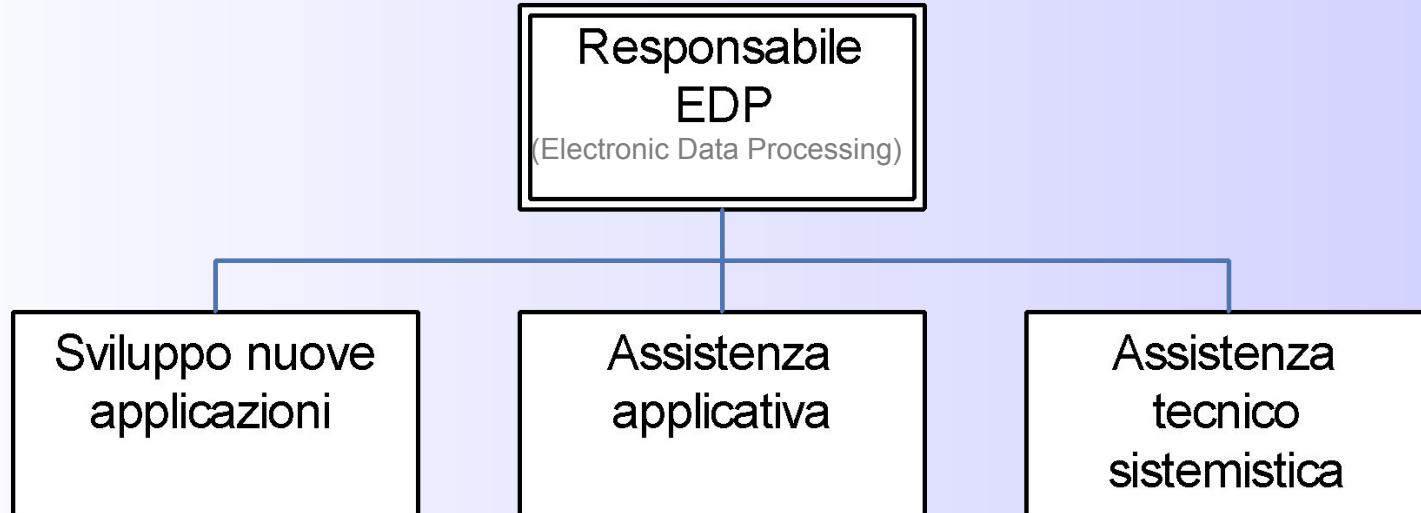 Responsabile
EDP
(Electronic Data Processing)
Sviluppo nuove
applicazioni
Assistenza
applicativa
Assistenza
tecnico
sistemistica